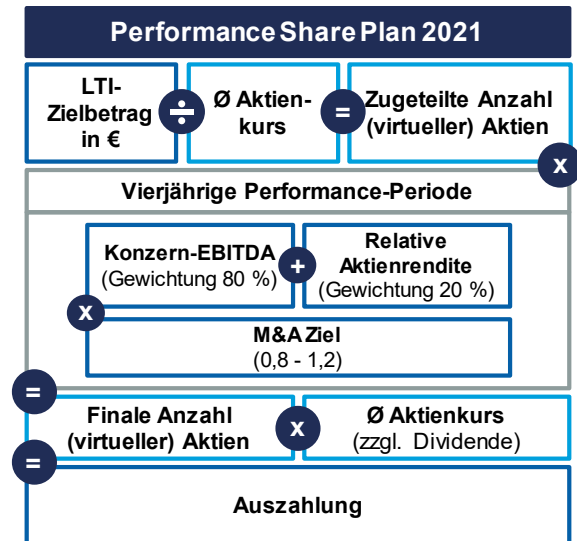 Performance Share Plan 2021
LTI-
Zielbetrag
in €
÷
Ø Aktien-
kurs
=
Zugeteilte Anzahl
(virtueller) Aktien
x
Vierjährige Performance-Periode
Konzern-EBITDA
(Gewichtung 80 %)
+
Relative
Aktienrendite
(Gewichtung 20 %)
x
M&A Ziel
(0,8 - 1,2)
=
Finale Anzahl
(virtueller) Aktien
x
Ø Aktienkurs
(zzgl. Dividende)
=
Auszahlung